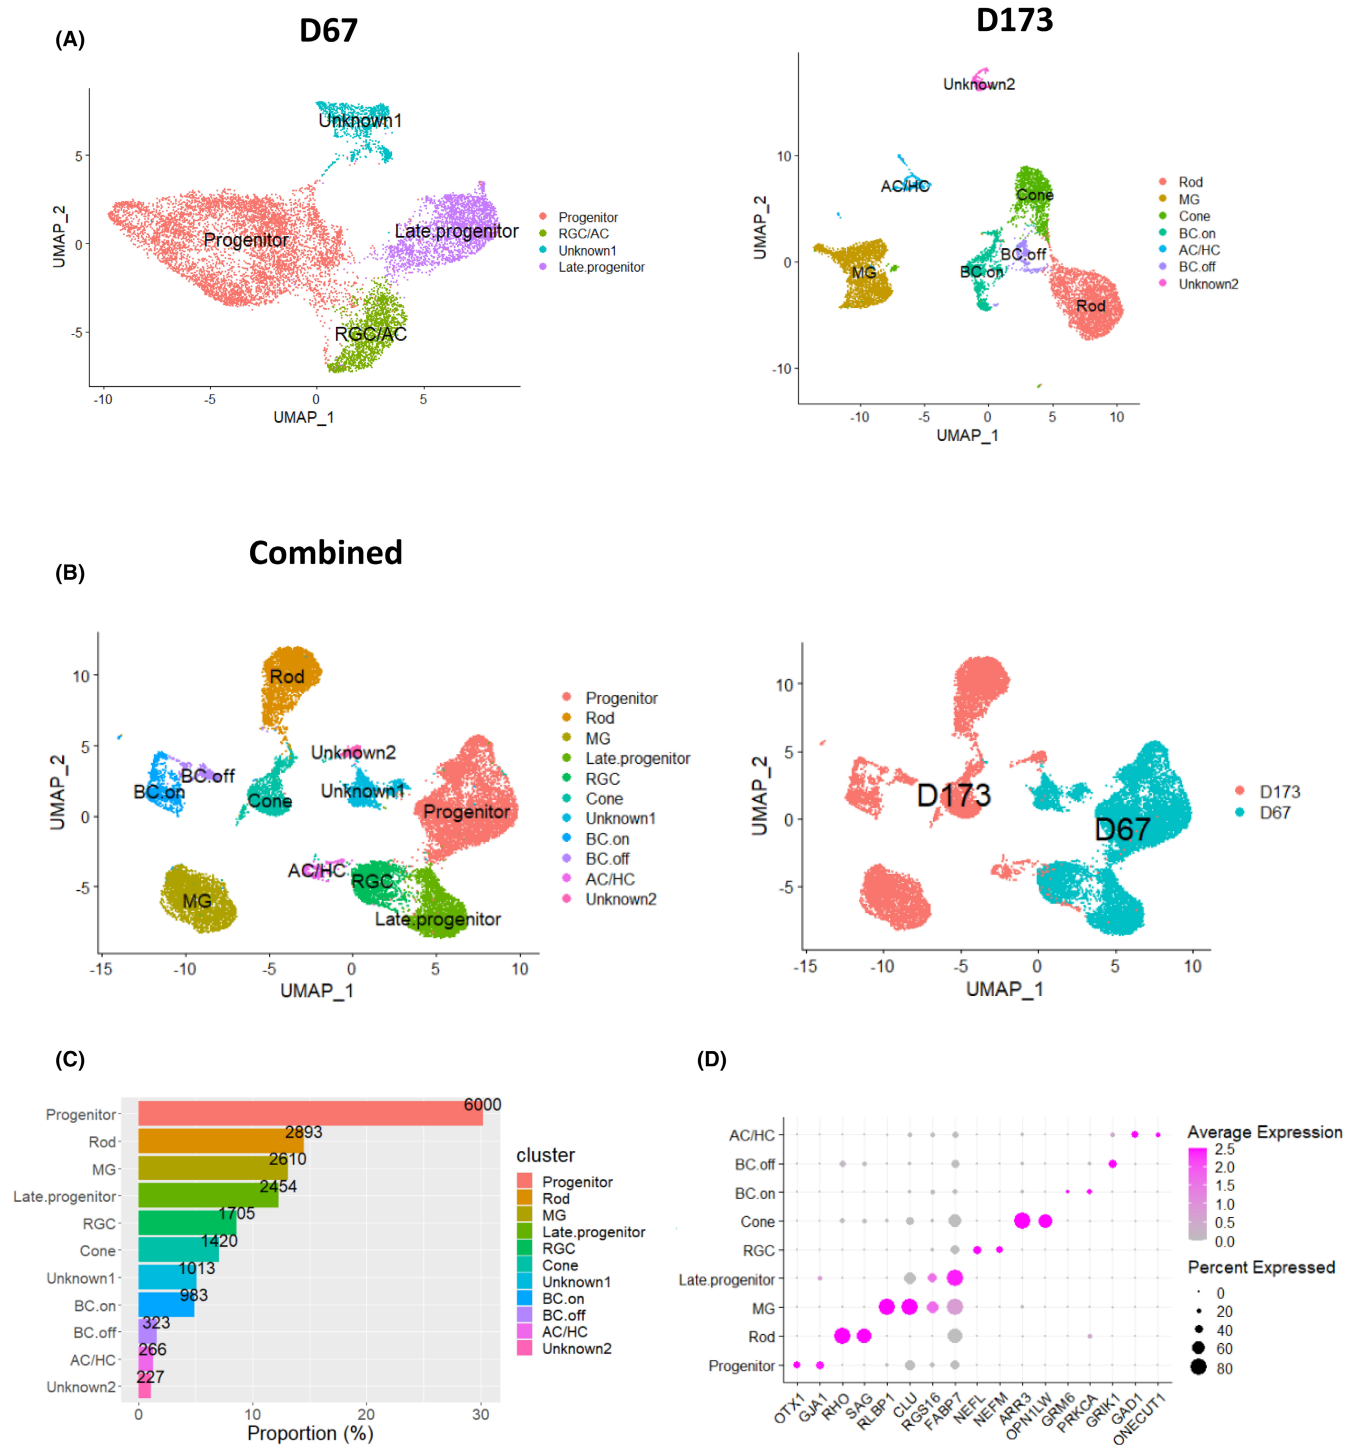 (A)
D67
D173
Unknown1
Progenitor
Late.progenitor
RGC/AC
5
0
-5
UMAP_2
-10
-5
0
5
UMAP_1
Progenitor
RGC/AC
Unknown1
Late.progenitor
Unknown2
AC/HC
Cone
BC.off
BC.on
MG
Rod
10
0
-10
UMAP_2
-10
-5
0
5
10
UMAP_1
Rod
MG
Cone
BC.on
AC/HC
BC.off
Unknown2
(B)
Combined
Rod
Unknown2
BC.off
BC.on
Cone
Unknown1
Progenitor
AC/HC
RGC
MG
Late.progenitor
10
5
0
-5
UMAP_2
-15
-10
-5
0
5
10
UMAP_1
Progenitor
Rod
MG
Late.progenitor
RGC
Cone
Unknown1
BC.on
BC.off
AC/HC
Unknown2
D173
D67
10
5
0
-5
UMAP_2
-15
-10
-5
0
5
10
UMAP_1
D173
D67
(C)
Progenitor
6000
Rod
2893
MG
2610
Late.progenitor
2454
RGC
1705
Cone
1420
Unknown1
1013
BC.on
983
BC.off
323
AC/HC
266
Unknown2
227
0
10
20
30
Proportion (%)
cluster
Progenitor
Rod
MG
Late.progenitor
RGC
Cone
Unknown1
BC.on
BC.off
AC/HC
Unknown2
(D)
AC/HC
BC.off
BC.on
Cone
RGC
Late.progenitor
MG
Rod
Progenitor
OTX1
GJA1
RHO
SAG
RLBP1
CLU
RGS16
FABP7
NEFL
NEFM
ARR3
OPN1LW
GRM6
PRKCA
GRIK1
GAD1
ONECUT1
Average Expression
2.5
2.0
1.5
1.0
0.5
0.0
Percent Expressed
0
20
40
60
80